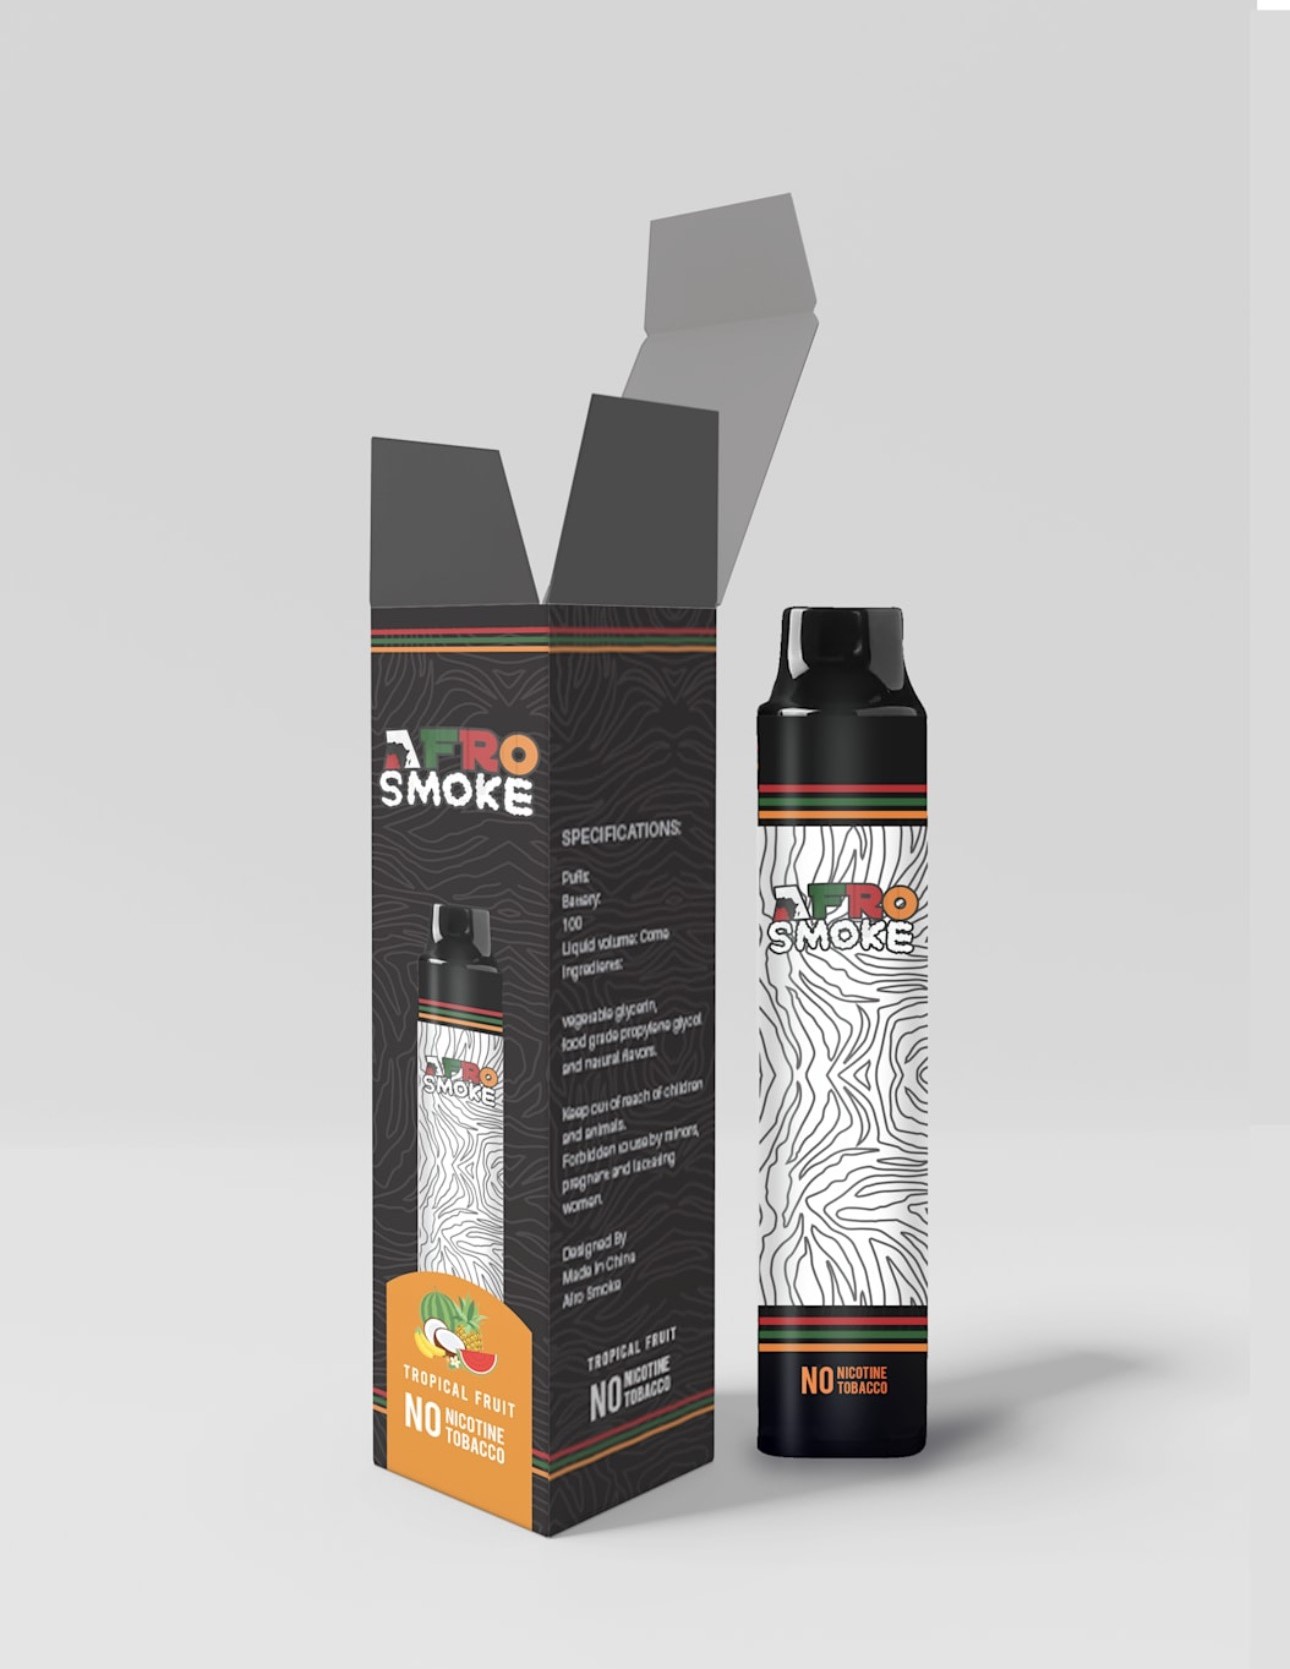 AFRO
SMOKE
AFRO
SMOKE
TROPICAL FRUIT
NO NICOTINE
TOBACCO
SPECIFICATIONS:
Puffs:
Battery:
100
Liquid volume: Come
Ingredients:
vegetable glycerin,
food grade propylene glycol
and natural flavors.
Keep out of reach of children
and animals.
Forbidden to use by minors,
pregnant and lactating
women.
Designed By
Made In China
Afro Smoke
TROPICAL FRUIT
NO NICOTINE
TOBACCO
AFRO
SMOKE
NO NICOTINE
TOBACCO